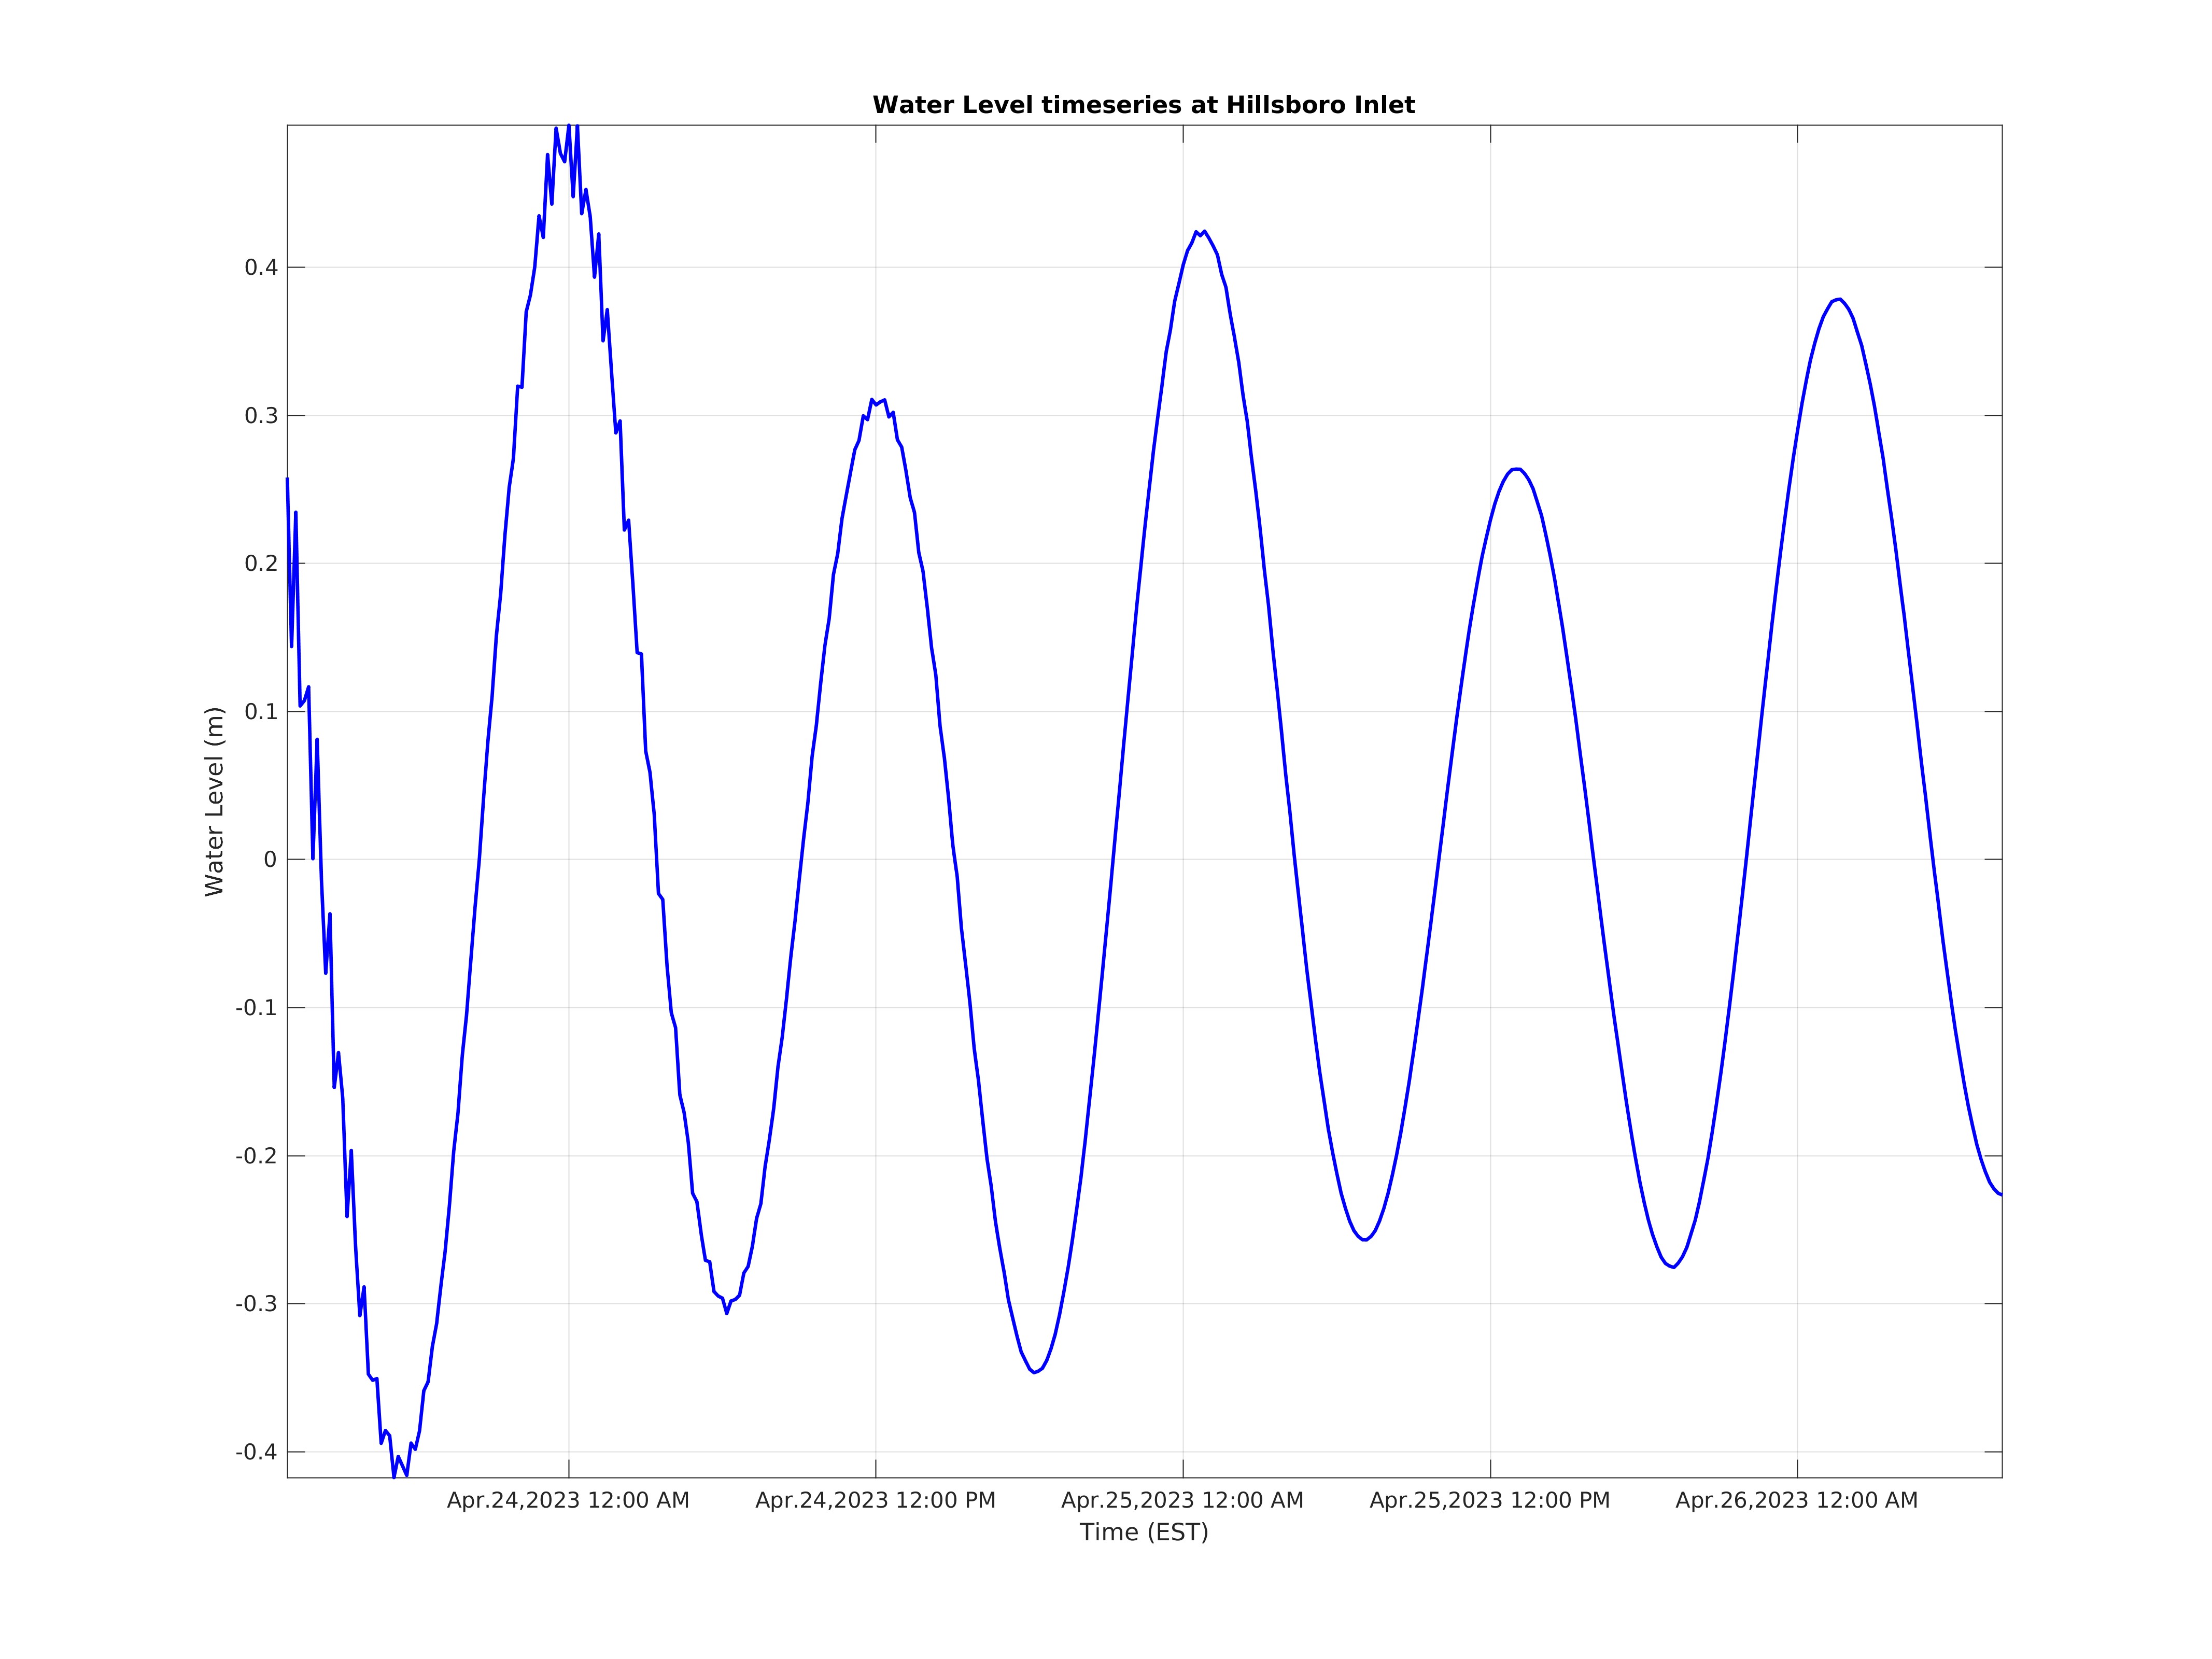 Water Level timeseries at Hillsboro Inlet
0.4
0.3
0.2
0.1
0
-0.1
-0.2
-0.3
-0.4
Water Level (m)
Apr.24,2023 12:00 AM
Apr.24,2023 12:00 PM
Apr.25,2023 12:00 AM
Apr.25,2023 12:00 PM
Apr.26,2023 12:00 AM
Time (EST)